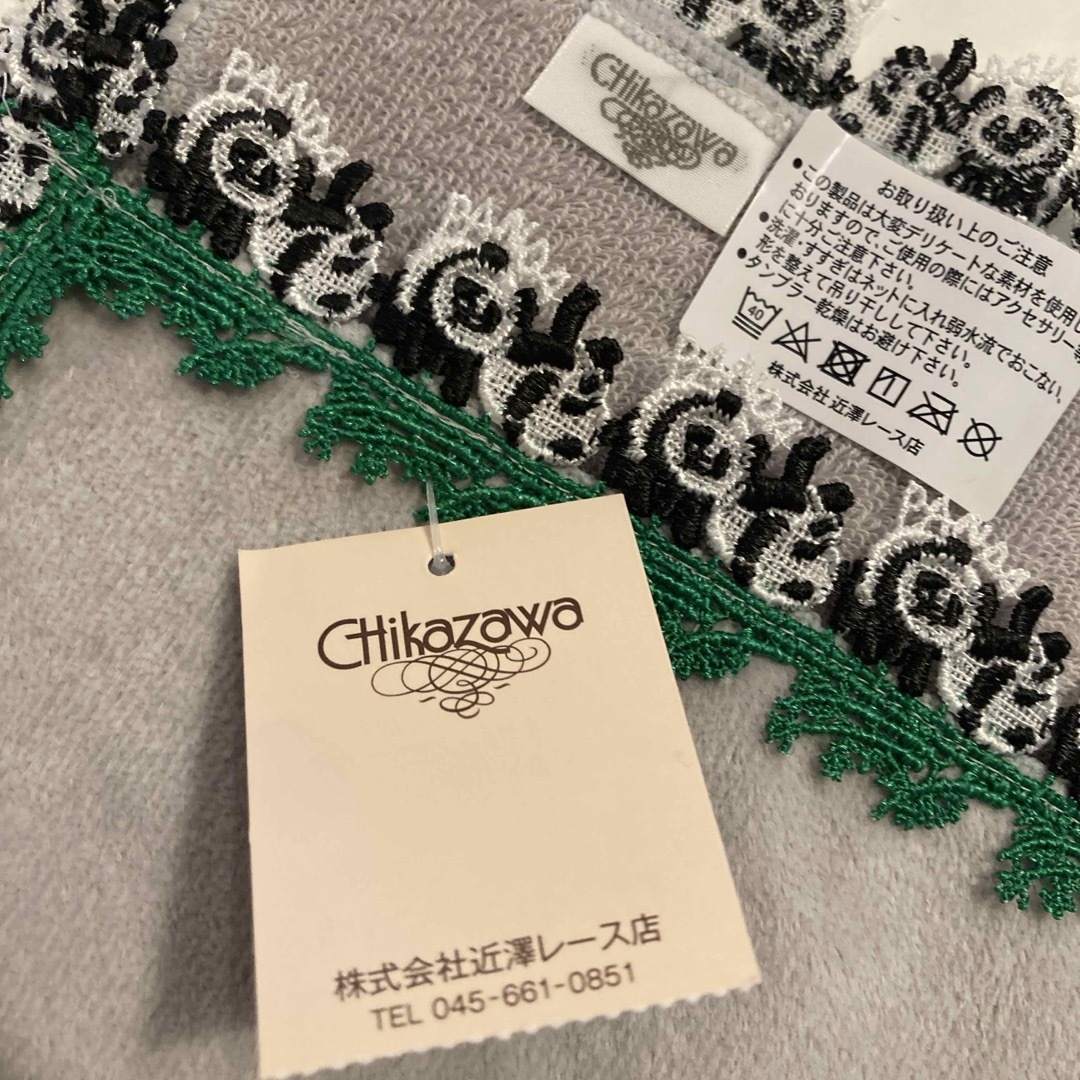 CHikazawa
お取り扱い上のご注意
•この製品は大変デリケートな素材を使用し
おりますので、ご使用の際にはアクセサリー等
に十分ご注意下さい。
•洗濯・すすぎはネットに入れ弱水流でおこない、
形を整えて吊り干しして下さい。
•タンブラー乾燥はお避け下さい。
40
株式会社近澤レース店
CHikazawa
株式会社近澤レース店
TEL 045-661-0851